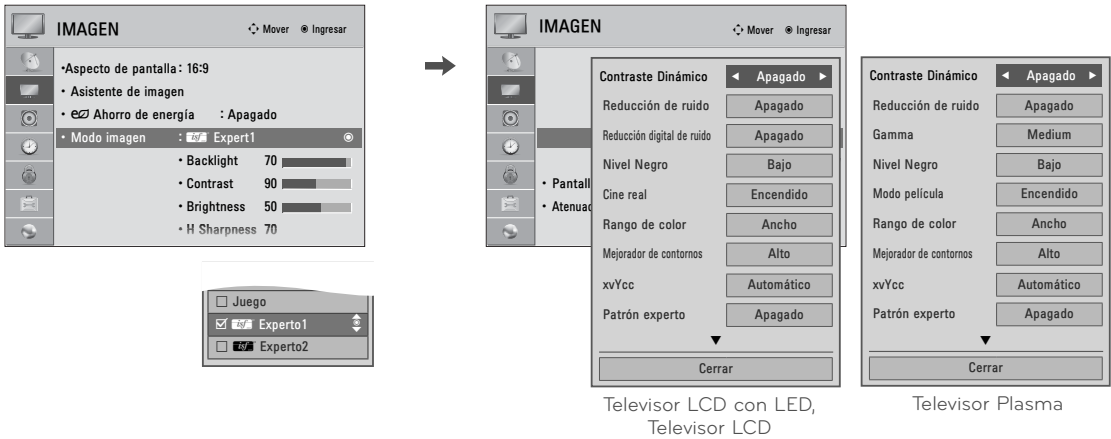 IMAGEN
Mover Ingresar
•Aspecto de pantalla: 16:9
• Asistente de imagen
• Ahorro de energía : Apagado
• Modo imagen : isf Expert1
• Backlight 70
• Contrast 90
• Brightness 50
• H Sharpness 70
Juego
isf Experto1
isf Experto2
IMAGEN
Mover Ingresar
• Pantall
• Atenuac
Contraste Dinámico ◄ Apagado ►
Reducción de ruido Apagado
Reducción digital de ruido Apagado
Nivel Negro Bajo
Cine real Encendido
Rango de color Ancho
Mejorador de contornos Alto
xvYcc Automático
Patrón experto Apagado
▼
Cerrar
Televisor LCD con LED,
Televisor LCD
Contraste Dinámico ◄ Apagado ►
Reducción de ruido Apagado
Gamma Medium
Nivel Negro Bajo
Modo película Encendido
Rango de color Ancho
Mejorador de contornos Alto
xvYcc Automático
Patrón experto Apagado
▼
Cerrar
Televisor Plasma